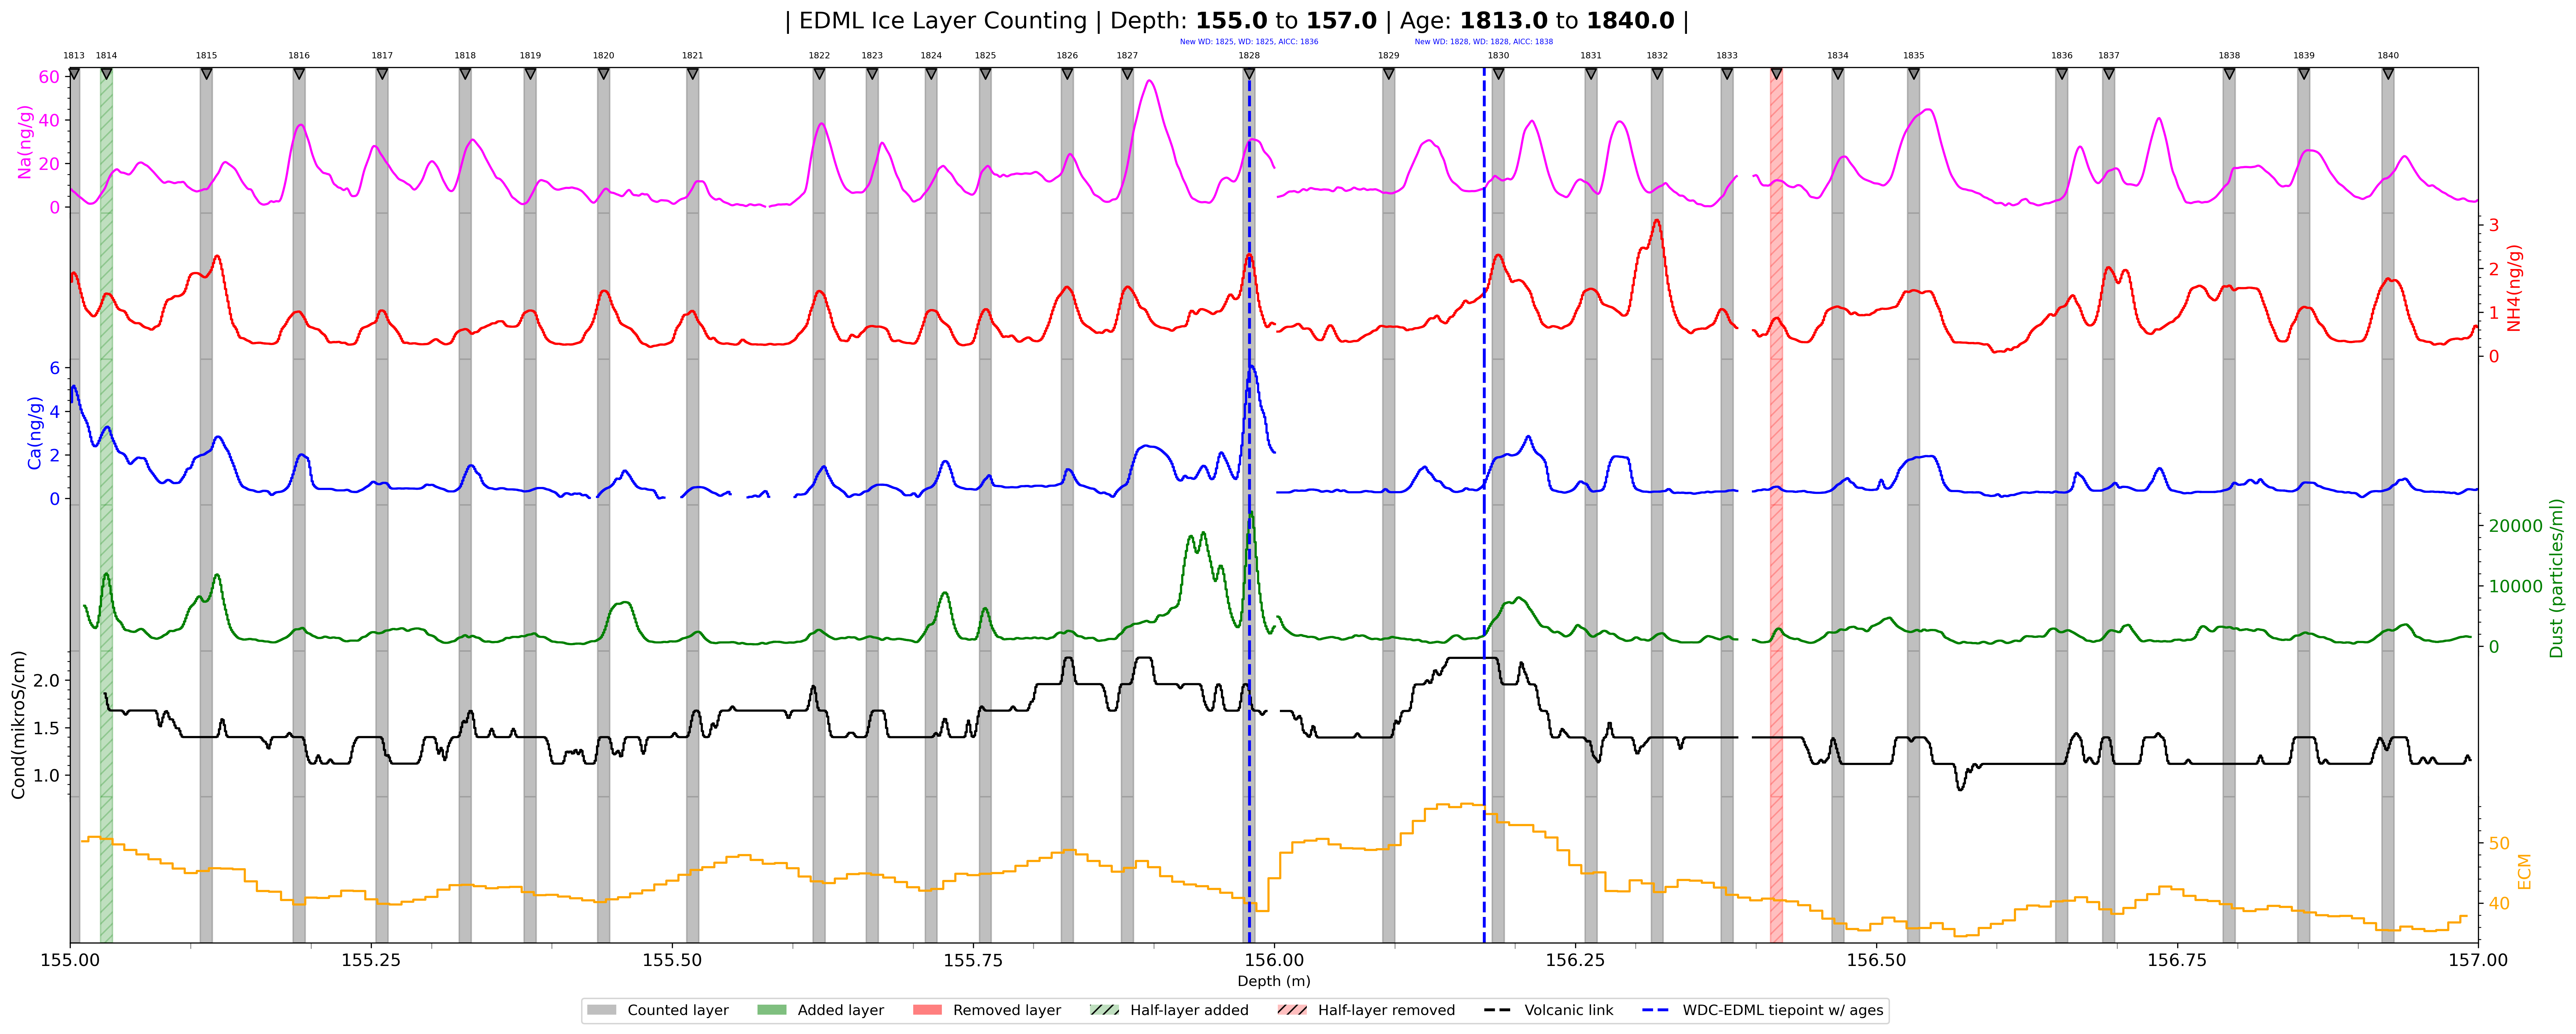 | EDML Ice Layer Counting | Depth: 155.0 to 157.0 | Age: 1813.0 to 1840.0 |
New WD: 1825, WD: 1825, AICC: 1836 New WD: 1828, WD: 1828, AICC: 1838
1813 1814 1815 1816 1817 1818 1819 1820 1821 1822 1823 1824 1825 1826 1827 1828 1829 1830 1831 1832 1833 1834 1835 1836 1837 1838 1839 1840
Na(ng/g)
60
40
20
0
NH4(ng/g)
3
2
1
0
Ca(ng/g)
6
4
2
0
Dust (particles/ml)
20000
10000
0
Cond(mikroS/cm)
2.0
1.5
1.0
ECM
50
40
155.00 155.25 155.50 155.75 156.00 156.25 156.50 156.75 157.00
Depth (m)
Counted layer Added layer Removed layer Half-layer added Half-layer removed Volcanic link WDC-EDML tiepoint w/ ages